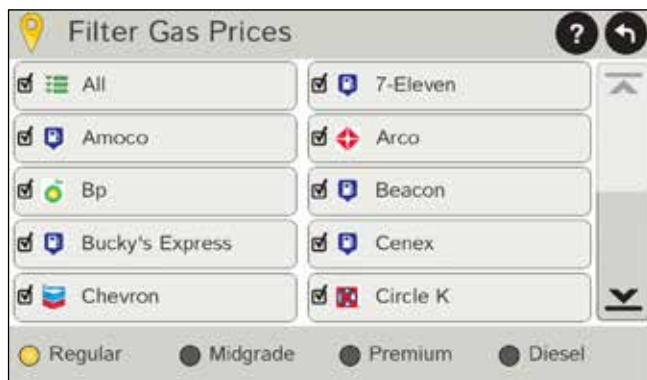 Filter Gas Prices ?
All 7-Eleven
Amoco Arco
Bp Beacon
Bucky's Express Cenex
Chevron Circle K
Regular Midgrade Premium Diesel